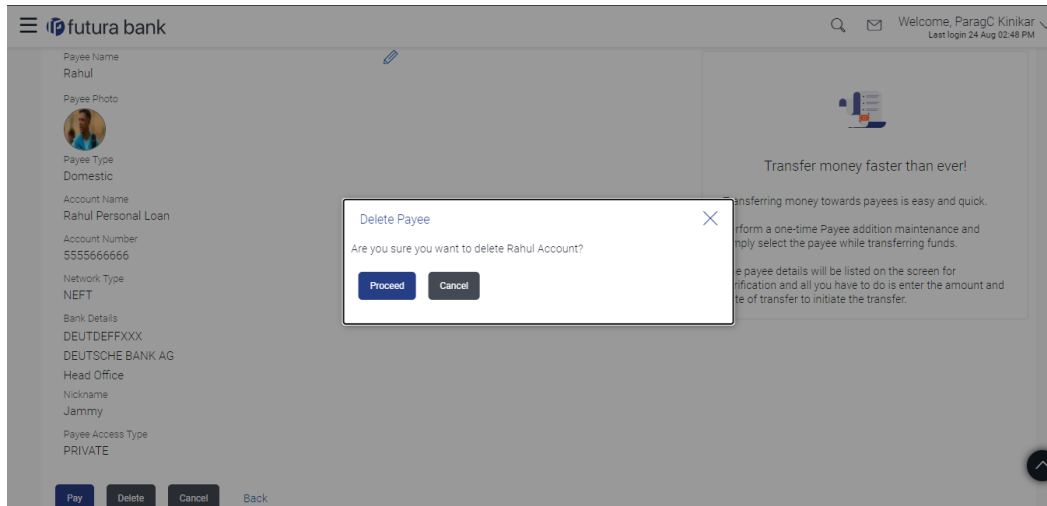 futura bank
Welcome, ParagC Kinikar
Last login 24 Aug 02:48 PM
Payee Name
Rahul
Payee Photo
Payee Type
Domestic
Account Name
Rahul Personal Loan
Account Number
5555666666
Network Type
NEFT
Bank Details
DEUTDEFFXXX
DEUTSCHE BANK AG
Head Office
Nickname
Jammy
Payee Access Type
PRIVATE
Pay Delete Cancel Back
Delete Payee
Are you sure you want to delete Rahul Account?
Proceed Cancel
Transfer money faster than ever!
ansferring money towards payees is easy and quick.
rform a one-time Payee addition maintenance and
mply select the payee while transferring funds.
e payee details will be listed on the screen for
rification and all you have to do is enter the amount and
te of transfer to initiate the transfer.